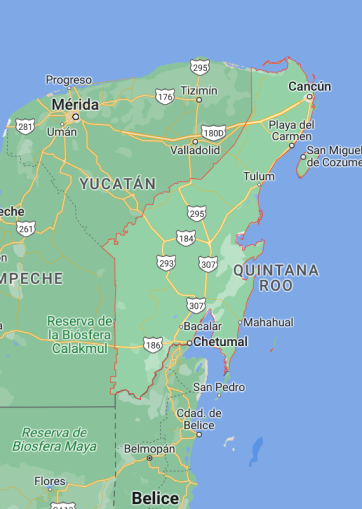 295
Progreso
Cancún
Tizimín
176
Mérida
281
Umán
180D
Playa del
Carmen
Valladolid
San Miguel
de Cozume
Tulum
YUCATÁN
eche
295
261
184
293
307
QUINTANA
ROO
MPECHE
307
Reserva de
la Biósfera
Calakmul
Bacalar
Mahahual
186
Chetumal
San Pedro
Cdad. de
Belice
Reserva de
Biosfera Maya
Belmopán
Flores
Belice